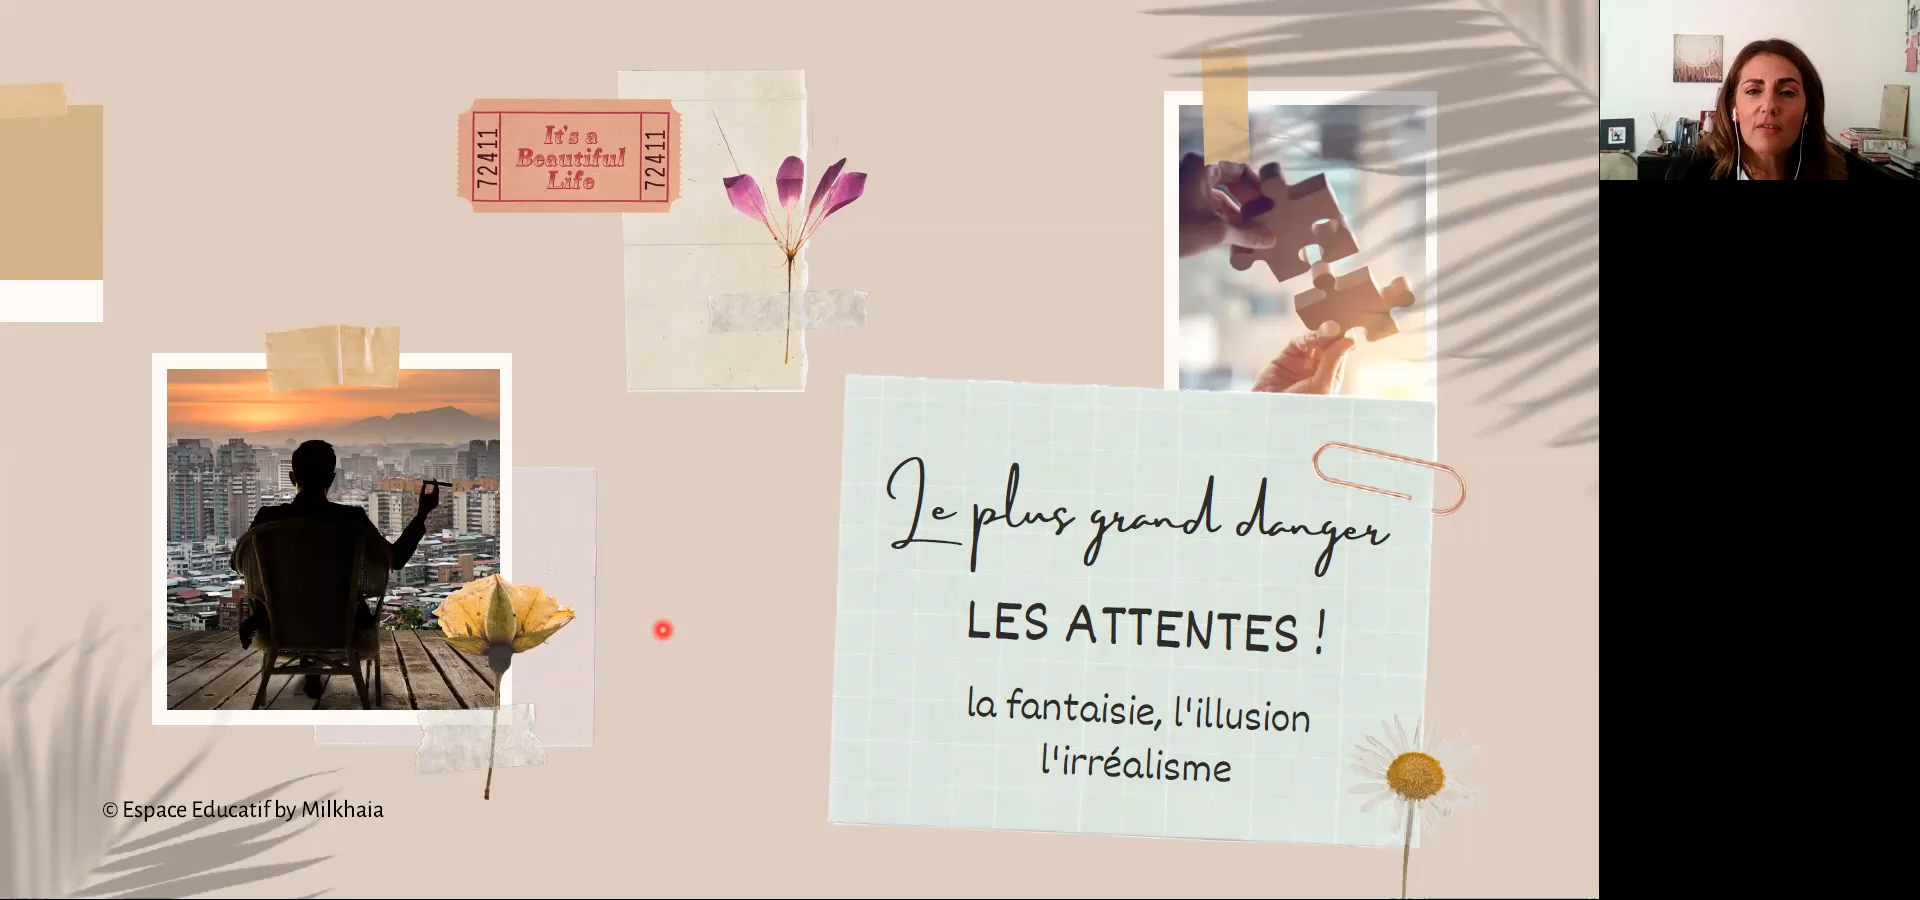 72411
It's a
Beautiful
Life
72411
Le plus grand danger
LES ATTENTES !
la fantaisie, l'illusion
l'irréalisme
© Espace Educatif by Milkhaia